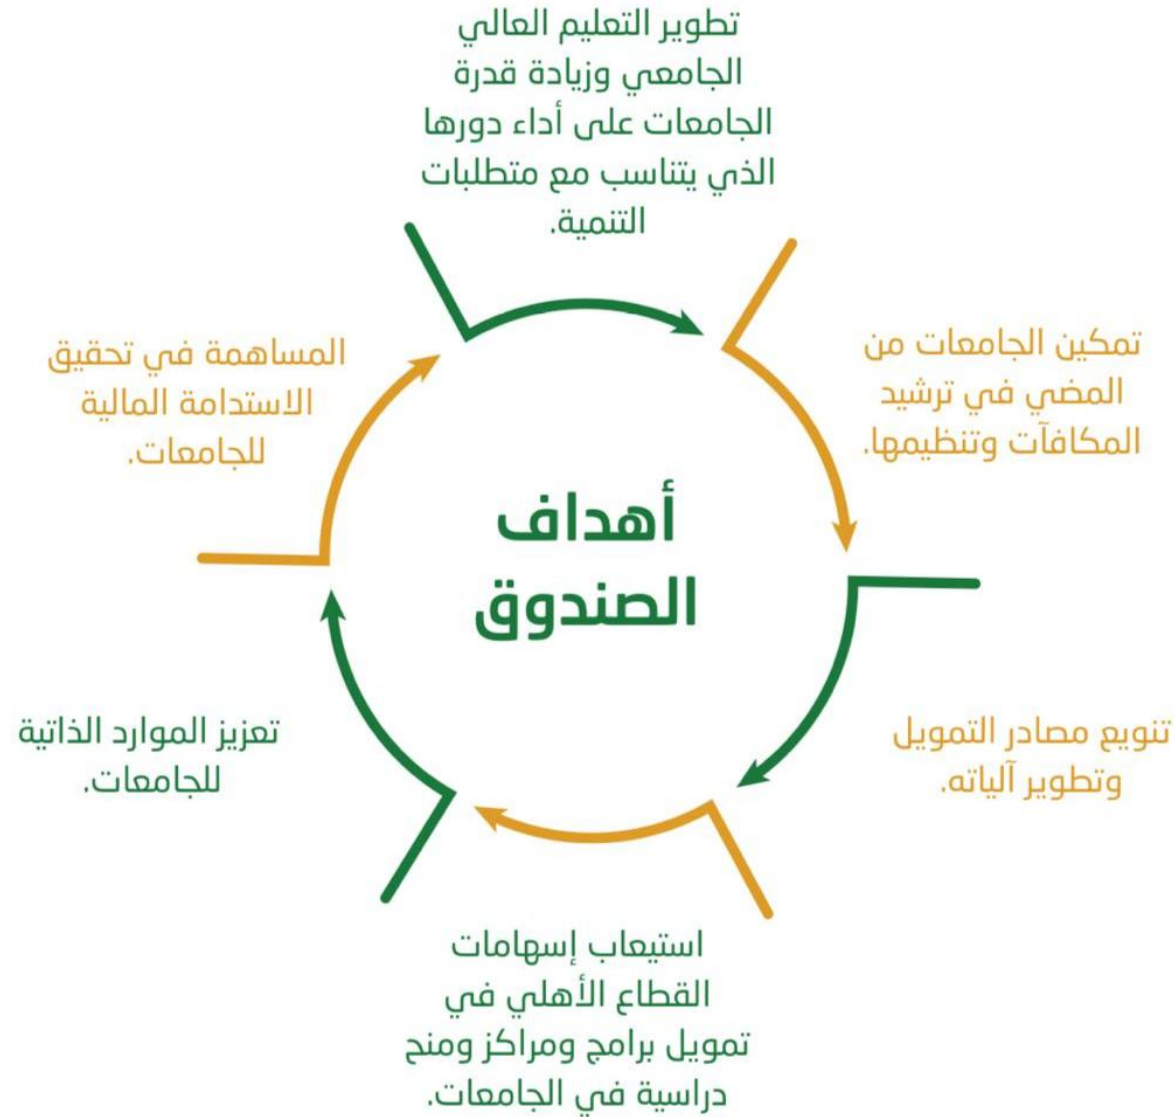 أهداف
الصندوق
تطوير التعليم العالي
الجامعي وزيادة قدرة
الجامعات على أداء دورها
الذي يتناسب مع متطلبات
التنمية.
تمكين الجامعات من
المضي في ترشيد
المكافآت وتنظيمها.
تنويع مصادر التمويل
وتطوير آلياته.
استيعاب إسهامات
القطاع الأهلي في
تمويل برامج ومراكز ومنح
دراسية في الجامعات.
تعزيز الموارد الذاتية
للجامعات.
المساهمة في تحقيق
الاستدامة المالية
للجامعات.